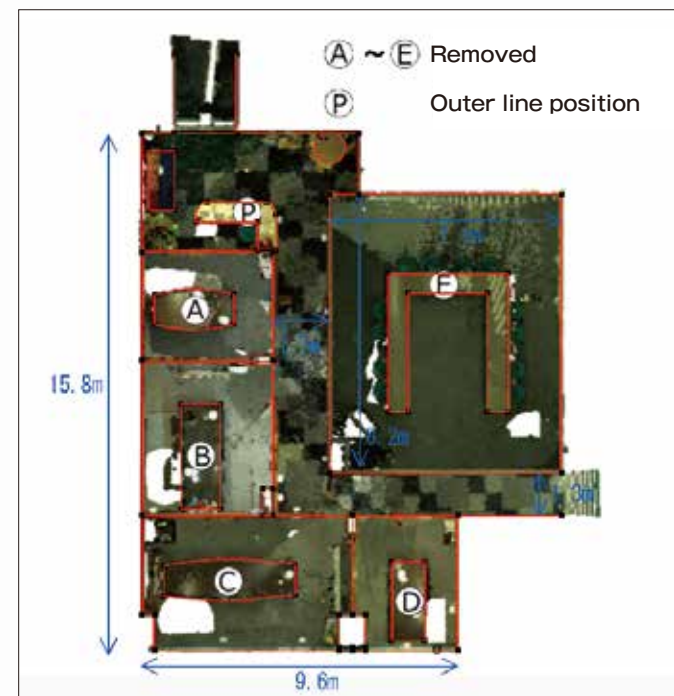 Ⓐ ~ Ⓔ Removed
Ⓟ Outer line position
P
A
E
15.8m
B
C
D
9.6m